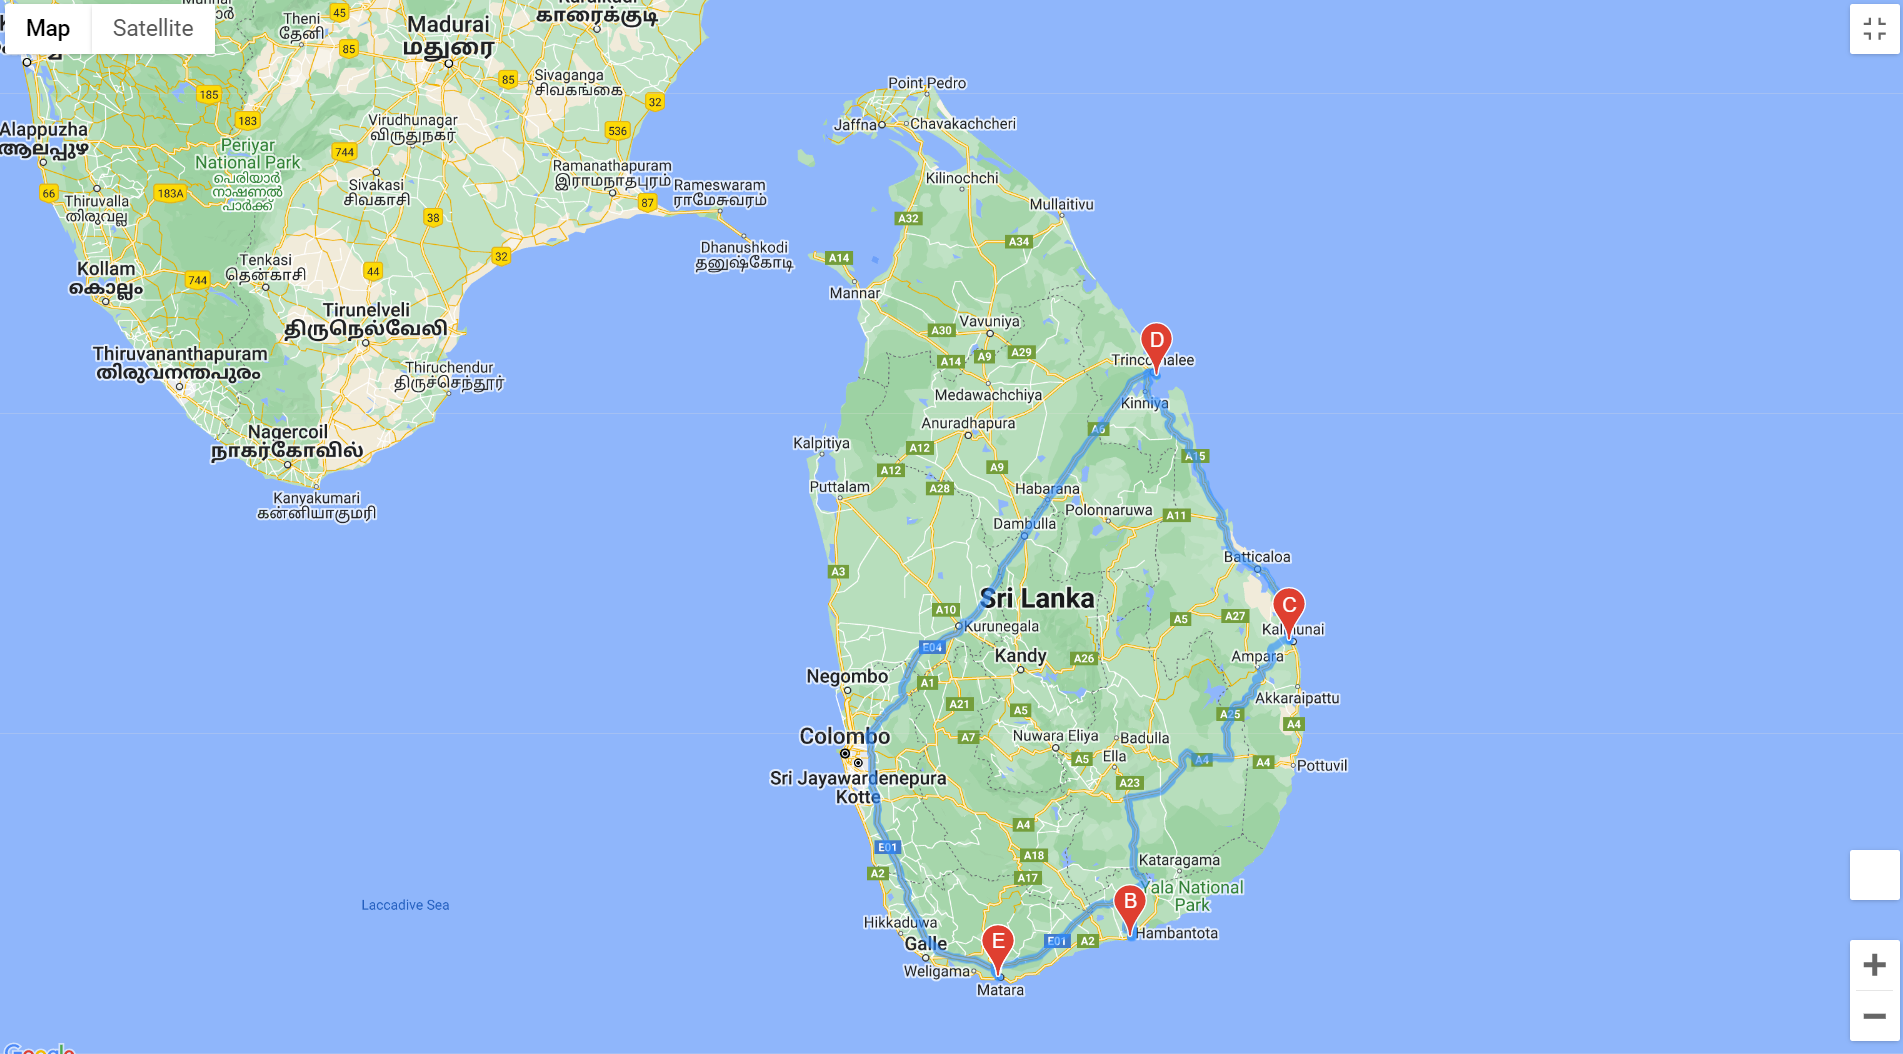 Map
Satellite
Theni
தேனி
45
85
Madurai
மதுரை
காரைக்குடி
85
Sivaganga
சிவகங்கை
32
185
183
Virudhunagar
விருதுநகர்
536
Alappuzha
ആലപ്പുഴ
Periyar
National Park
പെരിയാർ
നാഷണൽ
പാർക്ക്
744
Ramanathapuram
இராமநாதபுரம்
Rameswaram
ராமேசுவரம்
66
183A
Thiruvalla
തിരുവല്ല
Sivakasi
சிவகாசி
87
38
Dhanushkodi
தனுஷ்கோடி
32
Tenkasi
தென்காசி
Kollam
കൊല്ലം
744
44
Tirunelveli
திருநெல்வேலி
Thiruvananthapuram
തിരുവനന്തപുരം
Thiruchendur
திருச்செந்தூர்
Nagercoil
நாகர்கோவில்
Kanyakumari
கன்னியாகுமரி
Laccadive Sea
Point Pedro
Jaffna
Chavakachcheri
Kilinochchi
Mullaitivu
A32
A34
A14
Mannar
Vavuniya
A30
A14
A9
A29
D
Trincomalee
Medawachchiya
Kinniya
Anuradhapura
A6
Kalpitiya
A12
A15
A12
A9
Puttalam
A28
Habarana
Polonnaruwa
A11
Dambulla
Batticaloa
A3
Sri Lanka
C
A10
A5
A27
Kurunegala
Kalmunai
E04
Kandy
A26
Ampara
Negombo
A1
Akkaraipattu
A21
A5
A25
A4
Colombo
A7
Nuwara Eliya
Badulla
Ella
A5
A4
A4
Pottuvil
Sri Jayawardenepura
Kotte
A23
A4
E01
A18
Kataragama
A2
A17
Yala National
Park
B
Hikkaduwa
Hambantota
Galle
E
E01
A2
Weligama
Matara
Google